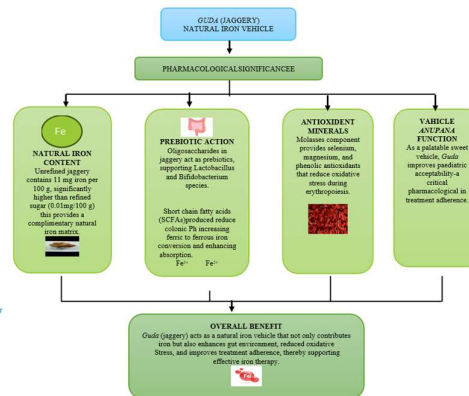 GUDA (JAGGERY)
NATURAL IRON VEHICLE
PHARMACOLOGICALSIGNIFICANCEE
Fe
NATURAL IRON
CONTENT
Unrefined jaggery
contains 11 mg iron per
100 g, significantly
higher than refined
sugar (0.01mg/100 g)
this provides a
complimentary natural
iron matrix.
PREBIOTIC ACTION
Oligosaccharides in
jaggery act as prebiotics,
supporting Lactobacillus
and Bifidobacterium
species.
Short chain fatty acids
(SCFAs)produced reduce
colonic Ph increasing
ferric to ferrous iron
conversion and enhancing
absorption.
Fe³⁺ Fe²⁺
ANTIOXIDENT
MINERALS
Molasses component
provides selenium,
magnesium, and
phenolic antioxidants
that reduce oxidative
stress during
erythropoiesis.
VEHICLE
ANUPANA
FUNCTION
As a palatable sweet
vehicle, Guda
improves paediatric
acceptability-a
critical
pharmacological in
treatment adherence.
OVERALL BENEFIT
Guda (jaggery) acts as a natural iron vehicle that not only contributes
iron but also enhances gut environment, reduced oxidative
Stress, and improves treatment adherence, thereby supporting
effective iron therapy.
Fe